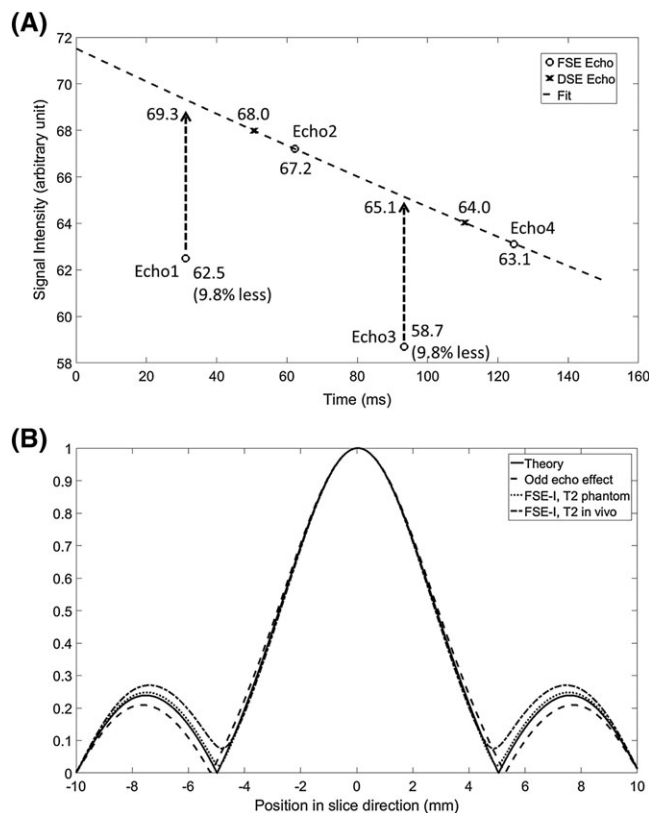 (A)
72
70
68
66
64
62
60
58
Signal Intensity (arbitrary unit)
FSE Echo
DSE Echo
Fit
69.3
68.0
Echo2
67.2
Echo1
62.5
(9.8% less)
65.1
64.0
Echo4
63.1
Echo3
58.7
(9.8% less)
0 20 40 60 80 100 120 140 160
Time (ms)
(B)
1
0.9
0.8
0.7
0.6
0.5
0.4
0.3
0.2
0.1
0
Theory
Odd echo effect
FSE-I, T2 phantom
FSE-I, T2 in vivo
-10 -8 -6 -4 -2 0 2 4 6 8 10
Position in slice direction (mm)